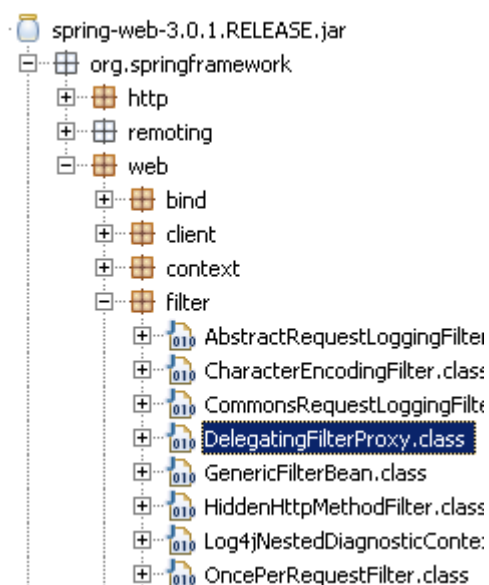 spring-web-3.0.1.RELEASE.jar
org.springframework
http
remoting
web
bind
client
context
filter
AbstractRequestLoggingFilter
CharacterEncodingFilter.class
CommonsRequestLoggingFilte
DelegatingFilterProxy.class
GenericFilterBean.class
HiddenHttpMethodFilter.class
Log4jNestedDiagnosticContex
OncePerRequestFilter.class